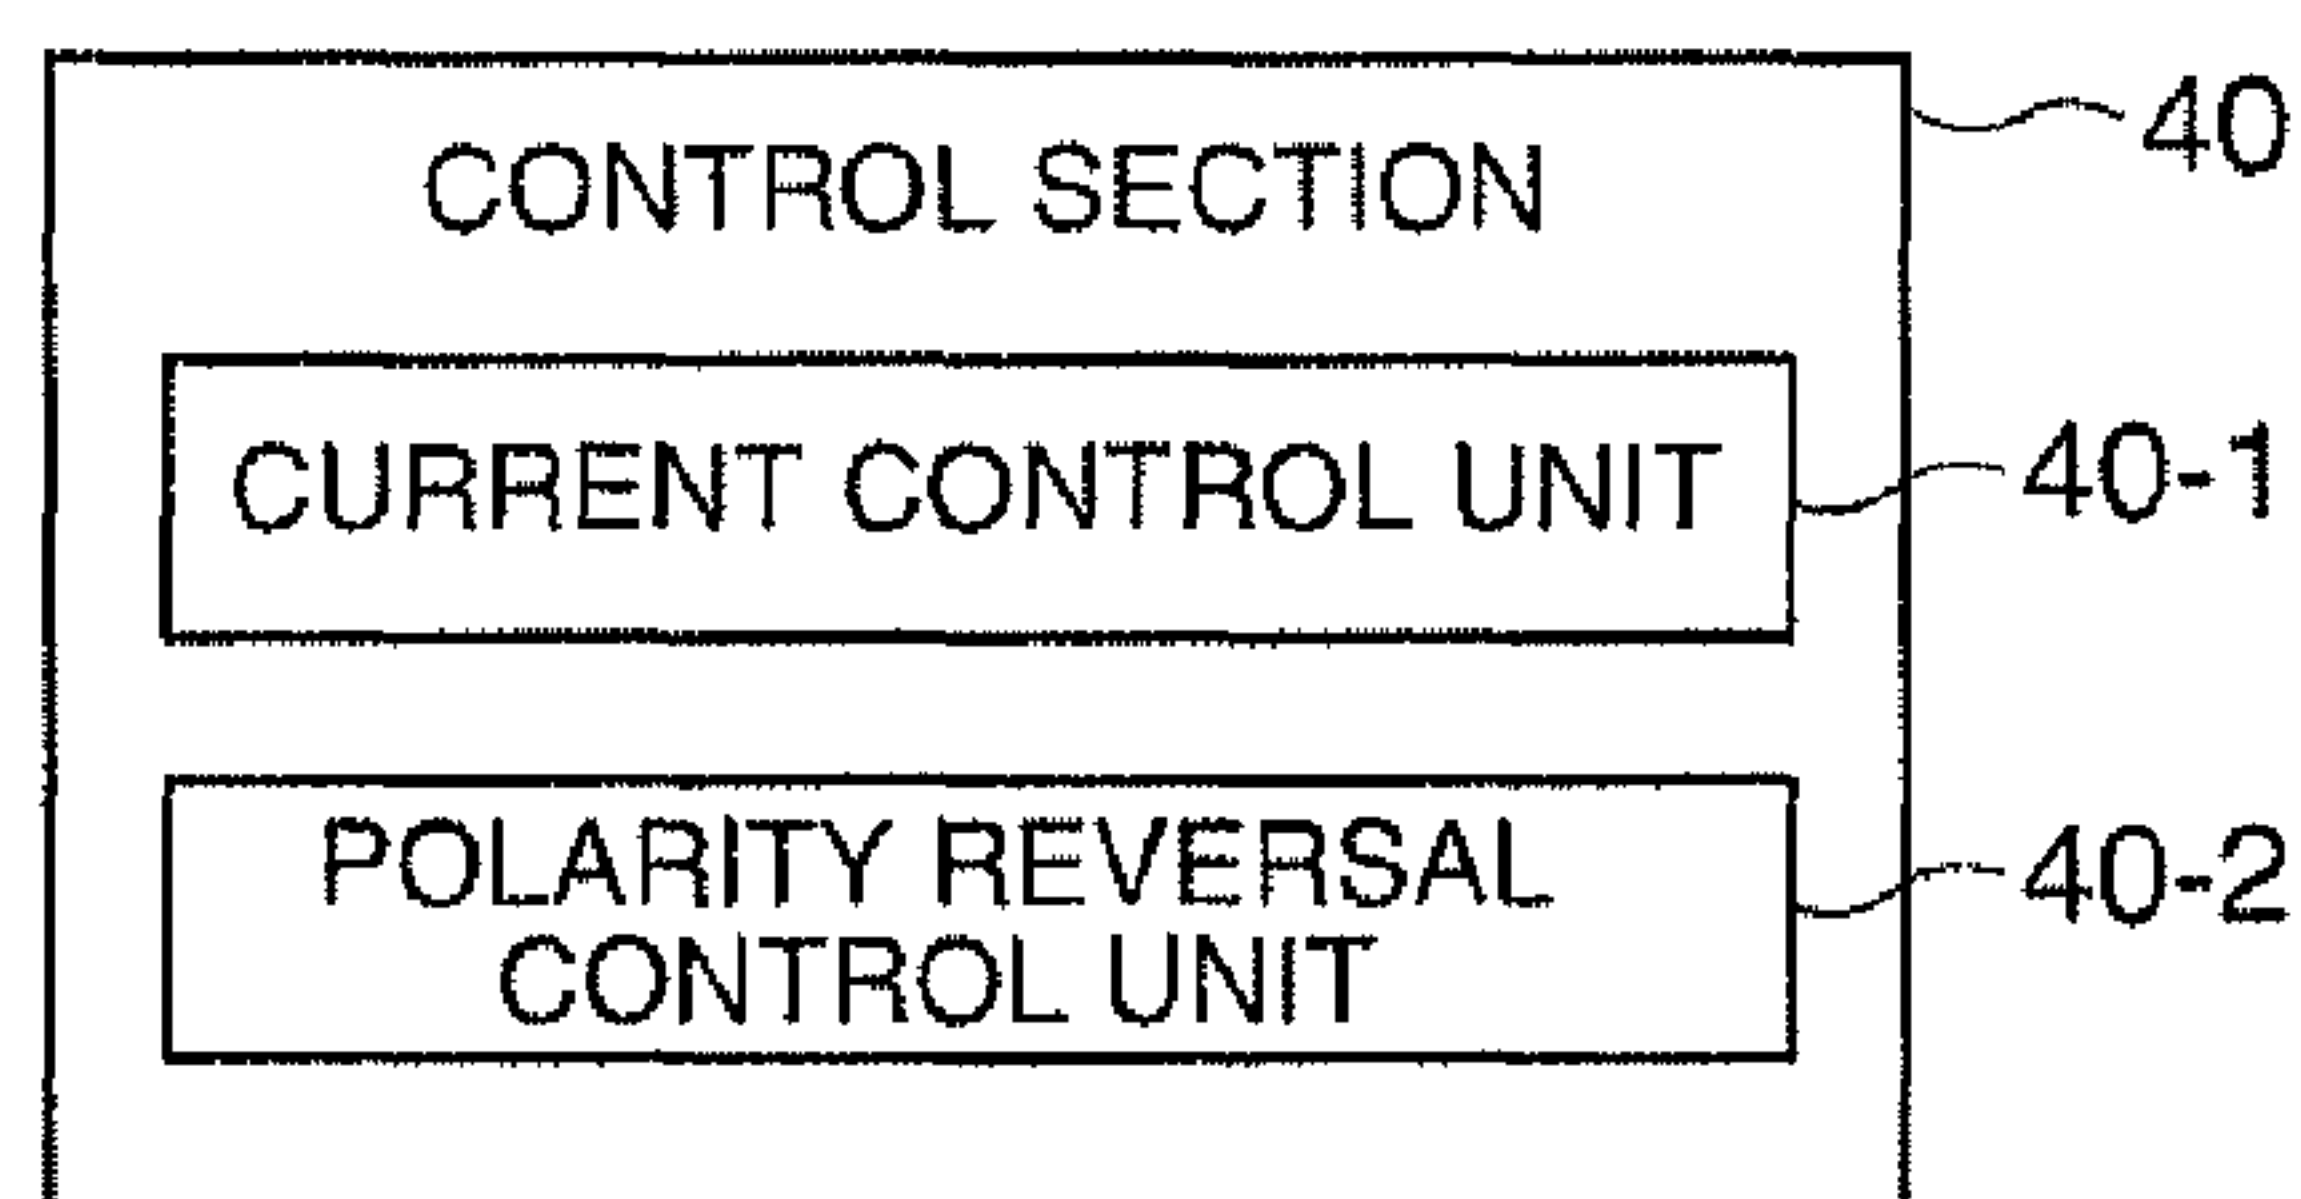 CONTROL SECTION
40
CURRENT CONTROL UNIT
40-1
POLARITY REVERSAL
CONTROL UNIT
40-2